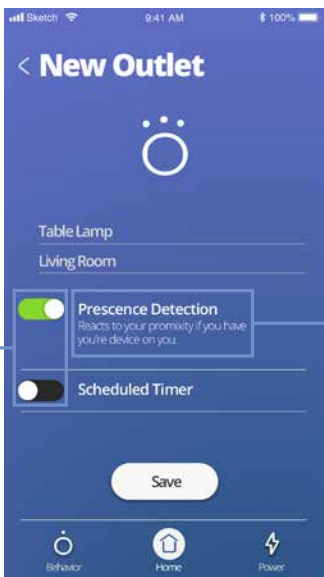 Sketch 9:41 AM 100%
< New Outlet
Table Lamp
Living Room
Prescence Detection
Reacts to your promixity if you have
you're device on you.
Scheduled Timer
Save
Behavior Home Power